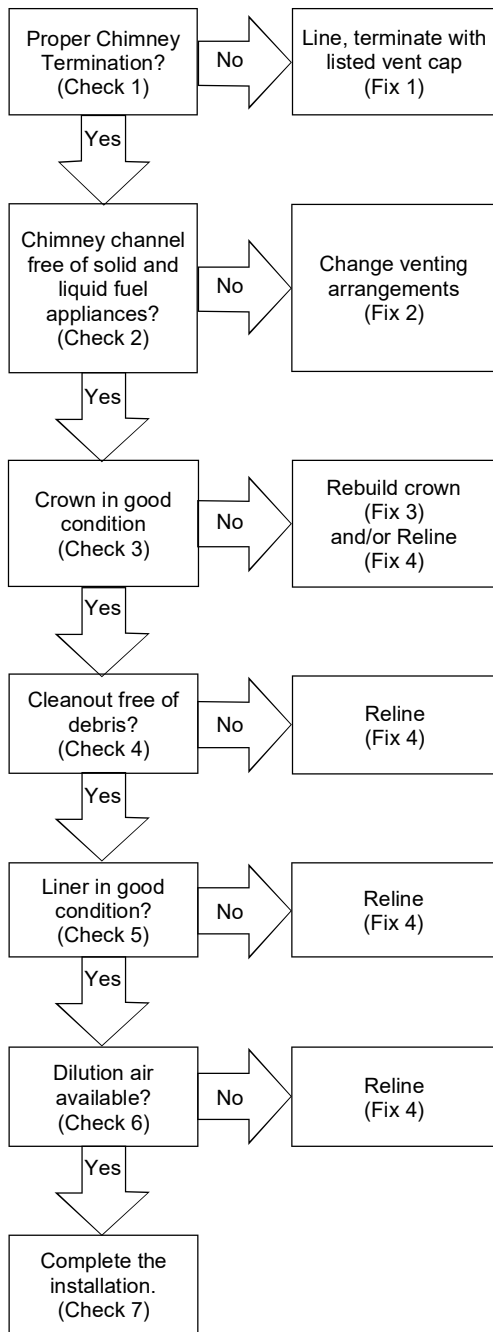 Proper Chimney
Termination?
(Check 1)
No
Line, terminate with
listed vent cap
(Fix 1)
Yes
Chimney channel
free of solid and
liquid fuel
appliances?
(Check 2)
No
Change venting
arrangements
(Fix 2)
Yes
Crown in good
condition
(Check 3)
No
Rebuild crown
(Fix 3)
and/or Reline
(Fix 4)
Yes
Cleanout free of
debris?
(Check 4)
No
Reline
(Fix 4)
Yes
Liner in good
condition?
(Check 5)
No
Reline
(Fix 4)
Yes
Dilution air
available?
(Check 6)
No
Reline
(Fix 4)
Yes
Complete the
installation.
(Check 7)